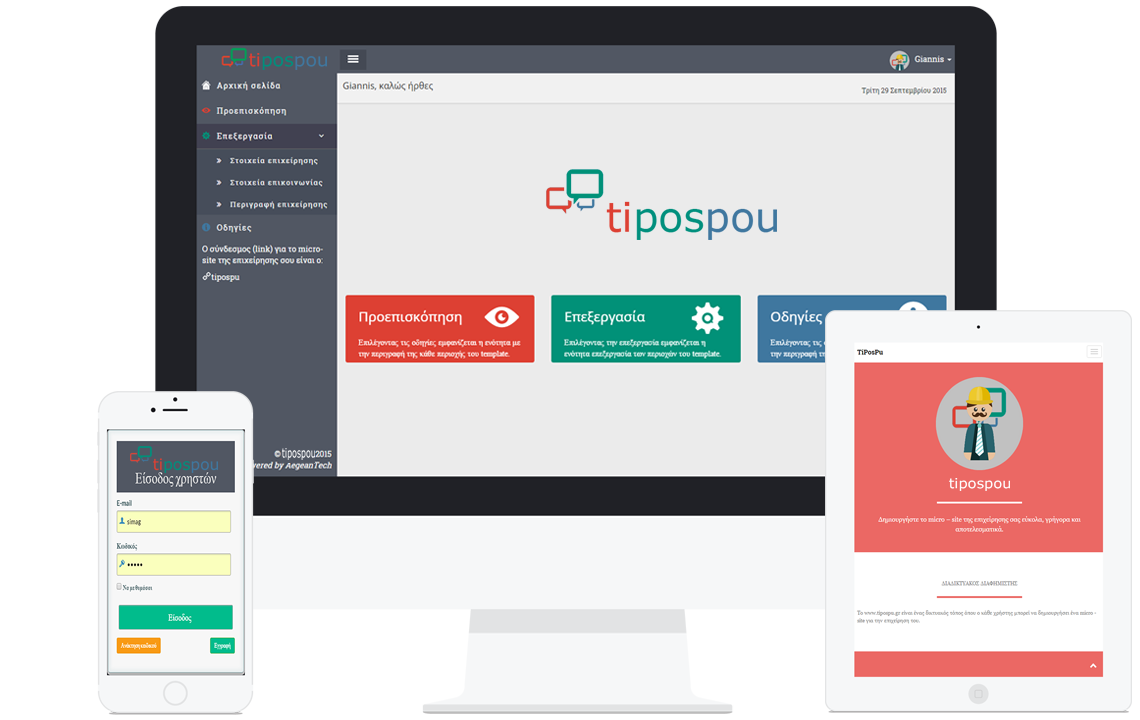 tipospou
Giannis
Αρχική σελίδα
Προεπισκόπηση
Επεξεργασία
Στοιχεία επιχείρησης
Στοιχεία επικοινωνίας
Περιγραφή επιχείρησης
Οδηγίες
Ο σύνδεσμος (link) για το micro-
site της επιχείρησης σου είναι ο:
tipospu
© tipospou2015
wered by AegeanTech
Giannis, καλώς ήρθες
Τρίτη 29 Σεπτεμβρίου 2015
tipospou
Προεπισκόπηση
Επιλέγοντας τις οδηγίες εμφανίζεται η ενότητα με
την περιγραφή της κάθε περιοχής του template.
Επεξεργασία
Επιλέγοντας την επεξεργασία εμφανίζεται η
ενότητα επεξεργασία των περιοχών του template.
Οδηγίες
Επιλέγοντας τις
την περιγραφή τη
tipospou
Είσοδος χρηστών
E-mail
simag
Κωδικός
•••••
Να με θυμάσαι
Είσοδος
Ανάκτηση κωδικού
Εγγραφή
TiPosPu
tipospou
Δημιουργήστε το micro – site της επιχείρησης σας εύκολα, γρήγορα και
αποτελεσματικά.
ΔΙΑΔΙΚΤΥΑΚΟΣ ΔΙΑΦΗΜΙΣΤΗΣ
Το www.tipospu.gr είναι ένας δικτυακός τόπος όπου ο κάθε χρήστης μπορεί να δημιουργήσει ένα micro -
site για την επιχείρηση του.